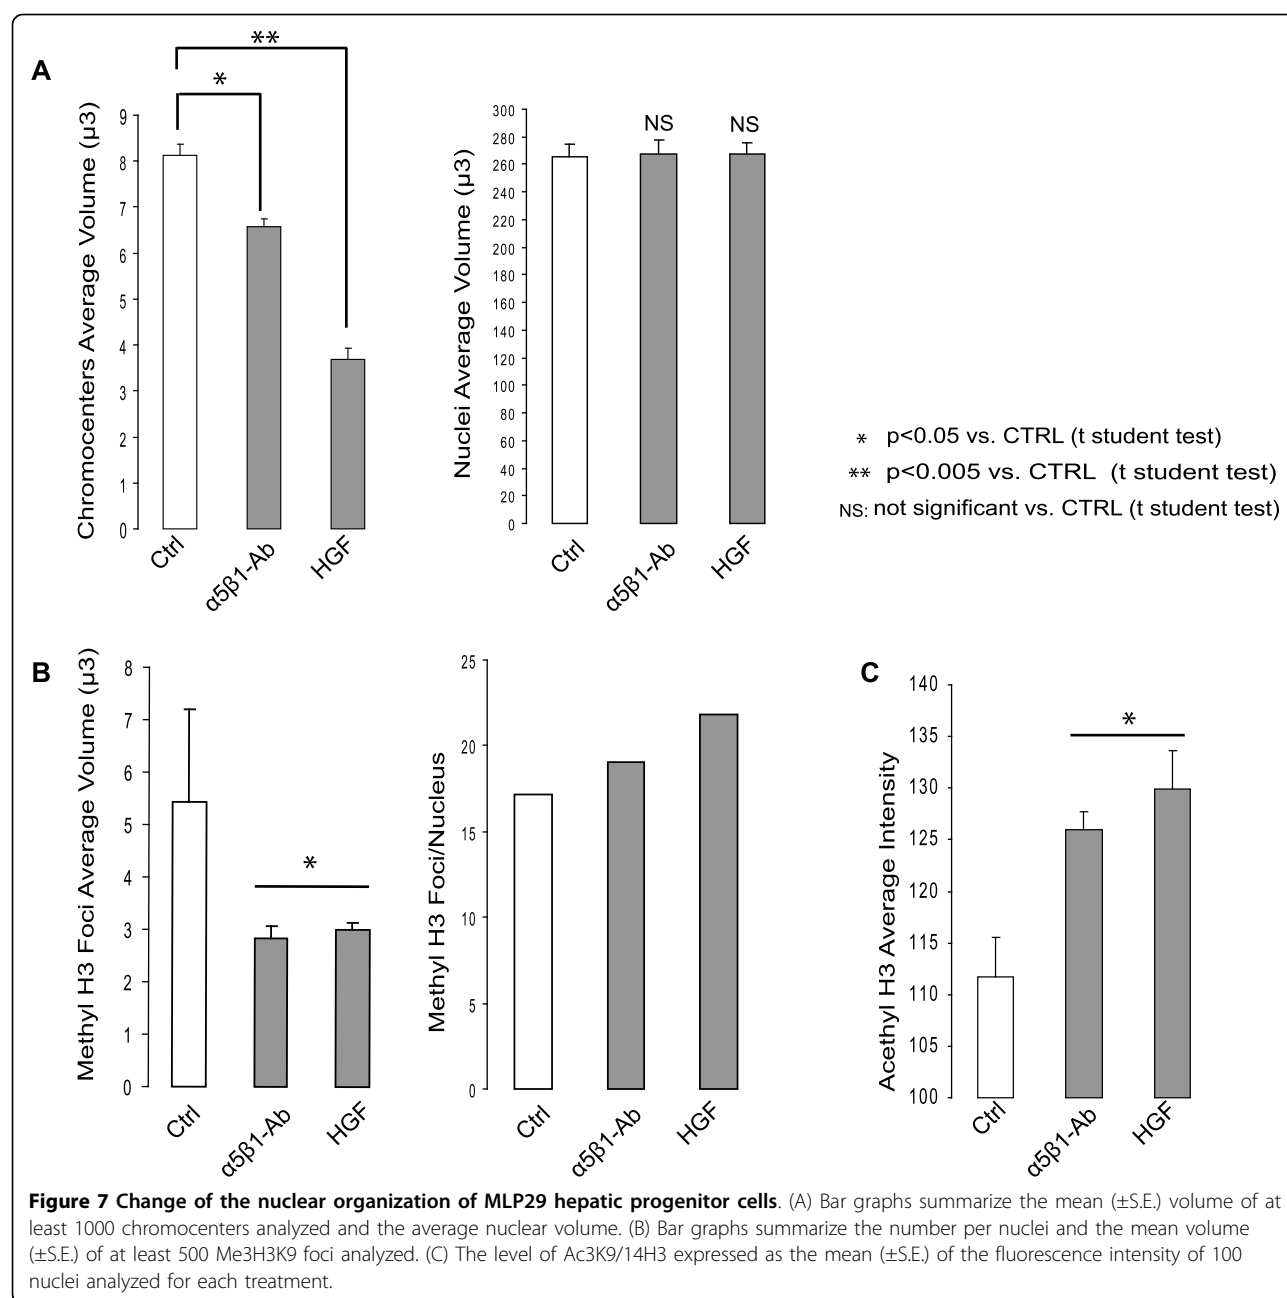 **
A
*
Chromocenters Average Volume (µ3)
9
8
7
6
5
4
3
2
1
0
Ctrl
α5β1-Ab
HGF
Nuclei Average Volume (µ3)
300
280
260
240
220
200
180
160
140
120
100
80
60
40
20
0
NS
NS
Ctrl
α5β1-Ab
HGF
* p<0.05 vs. CTRL (t student test)
** p<0.005 vs. CTRL (t student test)
NS: not significant vs. CTRL (t student test)
B
Methyl H3 Foci Average Volume (µ3)
8
7
6
5
4
3
2
1
0
*
Ctrl
α5β1-Ab
HGF
Methyl H3 Foci/Nucleus
25
20
15
10
5
0
Ctrl
α5β1-Ab
HGF
C
Acethyl H3 Average Intensity
140
135
130
125
120
115
110
105
100
*
Ctrl
α5β1-Ab
HGF
Figure 7 Change of the nuclear organization of MLP29 hepatic progenitor cells. (A) Bar graphs summarize the mean (±S.E.) volume of at
least 1000 chromocenters analyzed and the average nuclear volume. (B) Bar graphs summarize the number per nuclei and the mean volume
(±S.E.) of at least 500 Me3H3K9 foci analyzed. (C) The level of Ac3K9/14H3 expressed as the mean (±S.E.) of the fluorescence intensity of 100
nuclei analyzed for each treatment.